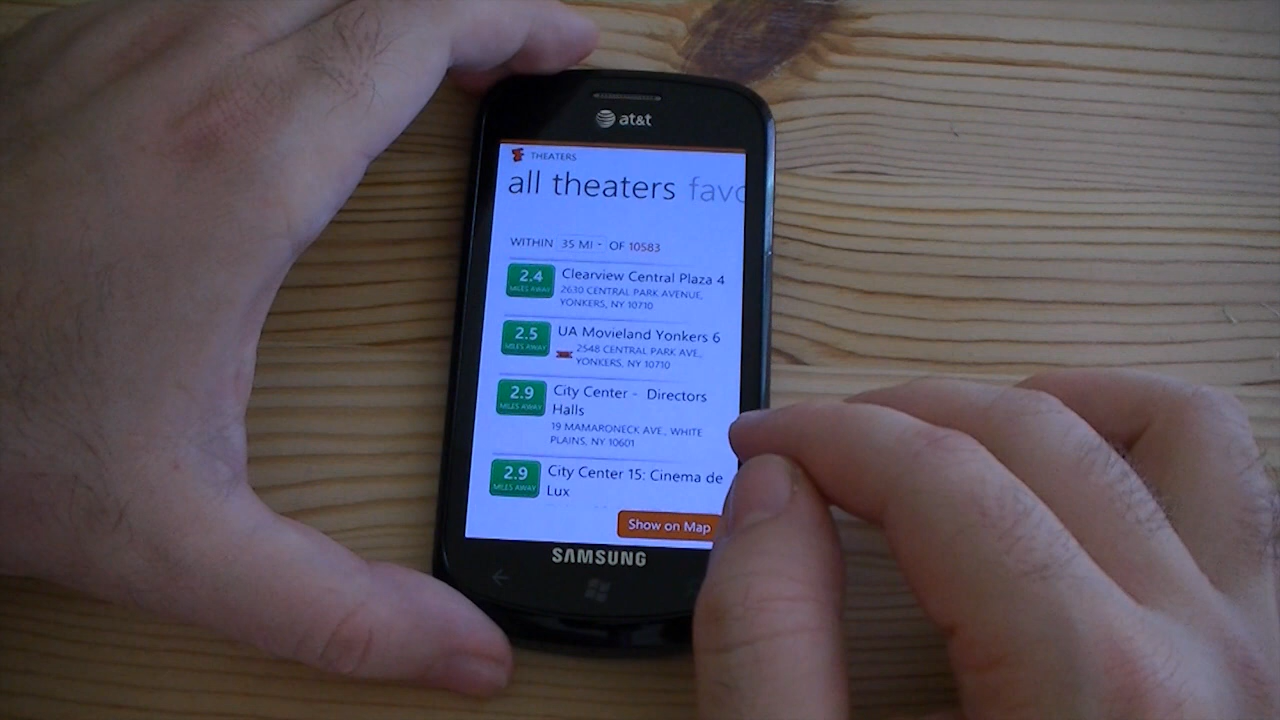 at&t
THEATERS
all theaters favo
WITHIN 35 MI OF 10583
2.4 Clearview Central Plaza 4
MILES AWAY 2630 CENTRAL PARK AVENUE,
YONKERS, NY 10710
2.5 UA Movieland Yonkers 6
MILES AWAY 2548 CENTRAL PARK AVE.,
YONKERS, NY 10710
2.9 City Center - Directors
MILES AWAY Halls
19 MAMARONECK AVE., WHITE
PLAINS, NY 10601
2.9 City Center 15: Cinema de
MILES AWAY Lux
Show on Map
SAMSUNG